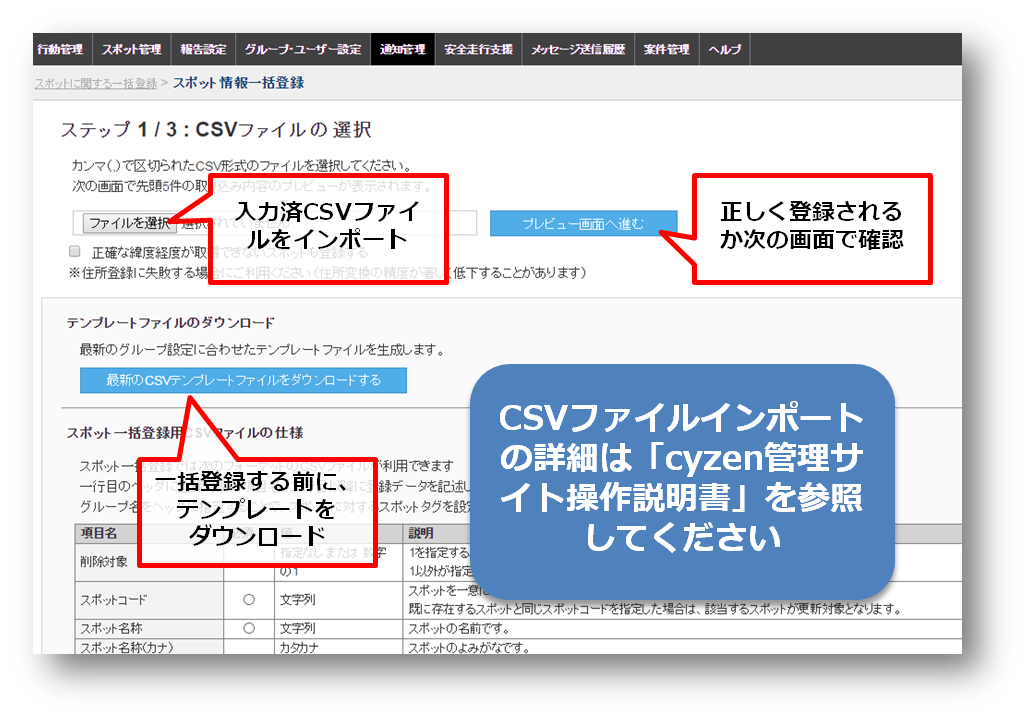 行動管理 スポット管理 報告設定 グループ・ユーザー設定 通知管理 安全走行支援 メッセージ送信履歴 案件管理 ヘルプ
スポットに関する一括登録 > スポット情報一括登録
ステップ 1 / 3 : CSVファイルの選択
カンマ(,)で区切られたCSV形式のファイルを選択してください。
次の画面で先頭5件の取り込み内容のプレビューが表示されます。
ファイルを選択 選択されていません
プレビュー画面へ進む
入力済CSVファイ
ルをインポート
正しく登録される
か次の画面で確認
正確な緯度経度が取得できないスポットも登録する
※住所登録に失敗する場合にご利用ください(住所変換の精度が著しく低下することがあります)
テンプレートファイルのダウンロード
最新のグループ設定に合わせたテンプレートファイルを生成します。
最新のCSVテンプレートファイルをダウンロードする
CSVファイルインポート
の詳細は「cyzen管理サ
イト操作説明書」を参照
してください
スポット一括登録用CSVファイルの仕様
スポット一括登録では次のフォーマットのCSVファイルが利用できます
一行目のヘッダに
登録データを記述し
グループ名をヘッ
に対するスポットタグを設定
一括登録する前に、
テンプレートを
ダウンロード
項目名 値 説明
削除対象 指定なし または 数字の1 1を指定する
1以外が指定
スポットコード ○ 文字列 スポットを一意に
既に存在するスポットと同じスポットコードを指定した場合は、該当するスポットが更新対象となります。
スポット名称 ○ 文字列 スポットの名前です。
スポット名称(カナ) カタカナ スポットのよみがなです。